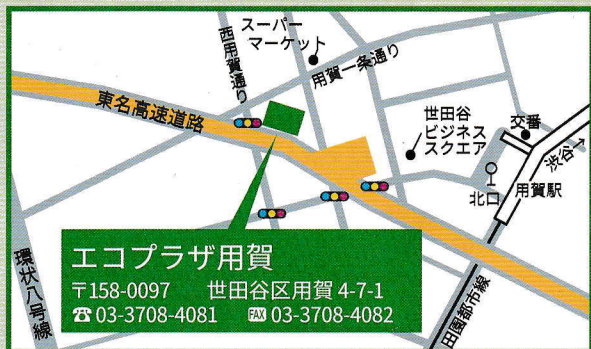 スーパー
マーケット
西用賀通り
用賀一条通り
東名高速道路
世田谷
ビジネス
スクエア
交番
渋谷→
北口
用賀駅
環状八号線
田園都市線
エコプラザ用賀
〒158-0097 世田谷区用賀 4-7-1
☎03-3708-4081 FAX 03-3708-4082